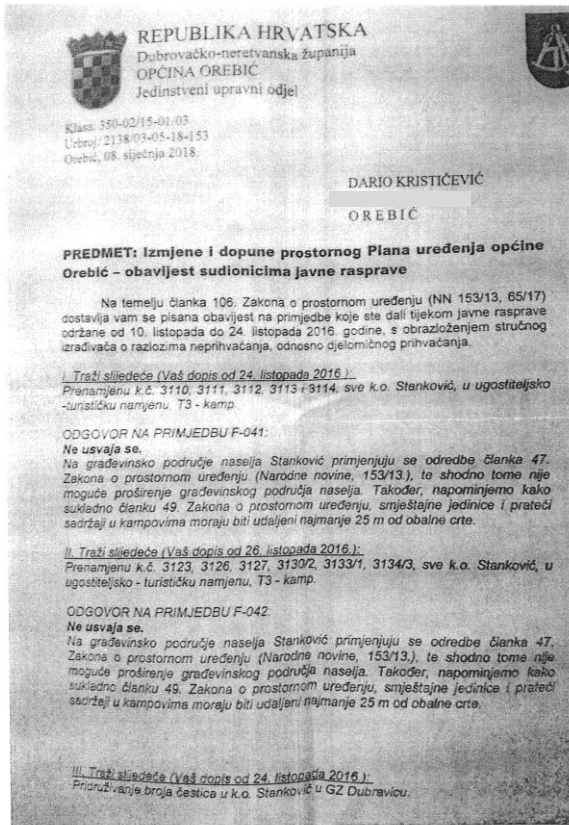 REPUBLIKA HRVATSKA
Dubrovačko-neretvanska županija
OPĆINA OREBIĆ
Jedinstveni upravni odjel
Klasa: 350-02/15-01/03
Urbroj: 2138/03-05-18-153
Orebić, 08. siječnja 2018.
DARIO KRISTIČEVIĆ
OREBIĆ
PREDMET: Izmjene i dopune prostornog Plana uređenja općine
Orebić – obavijest sudionicima javne rasprave
Na temelju članka 106. Zakona o prostornom uređenju (NN 153/13, 65/17)
dostavlja vam se pisana obavijest na primjedbe koje ste dali tijekom javne rasprave
održane od 10. listopada do 24. listopada 2016. godine, s obrazloženjem stručnog
izrađivača o razlozima neprihvaćanja, odnosno djelomičnog prihvaćanja.
I. Traži slijedeće (Vaš dopis od 24. listopada 2016.):
Prenamjenu k.č. 3110, 3111, 3112, 3113 i 3114, sve k.o. Stanković, u ugostiteljsko
-turističku namjenu, T3 - kamp.
ODGOVOR NA PRIMJEDBU F-041:
Ne usvaja se.
Na građevinsko područje naselja Stanković primjenjuju se odredbe članka 47.
Zakona o prostornom uređenju (Narodne novine, 153/13.), te shodno tome nije
moguće proširenje građevinskog područja naselja. Također, napominjemo kako
sukladno članku 49. Zakona o prostornom uređenju, smještajne jedinice i prateći
sadržaji u kampovima moraju biti udaljeni najmanje 25 m od obalne crte.
II. Traži slijedeće (Vaš dopis od 26. listopada 2016.):
Prenamjenu k.č. 3123, 3126, 3127, 3130/2, 3133/1, 3134/3, sve k.o. Stanković, u
ugostiteljsko - turističku namjenu, T3 - kamp.
ODGOVOR NA PRIMJEDBU F-042:
Ne usvaja se.
Na građevinsko područje naselja Stanković primjenjuju se odredbe članka 47.
Zakona o prostornom uređenju (Narodne novine, 153/13.), te shodno tome nije
moguće proširenje građevinskog područja naselja. Također, napominjemo kako
sukladno članku 49. Zakona o prostornom uređenju, smještajne jedinice i prateći
sadržaji u kampovima moraju biti udaljeni najmanje 25 m od obalne crte.
III. Traži slijedeće (Vaš dopis od 24. listopada 2016.):
Pridruživanje broja čestica u k.o. Stanković u GZ Dubravicu.